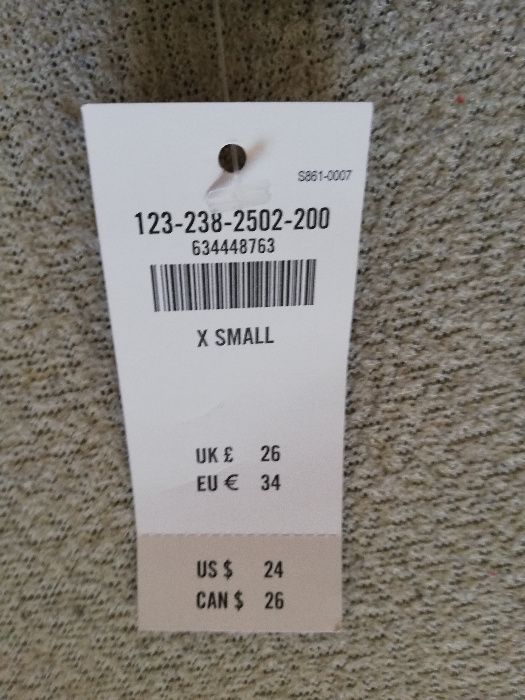 S861-0007
123-238-2502-200
634448763
X SMALL
UK £ 26
EU € 34
US $ 24
CAN $ 26